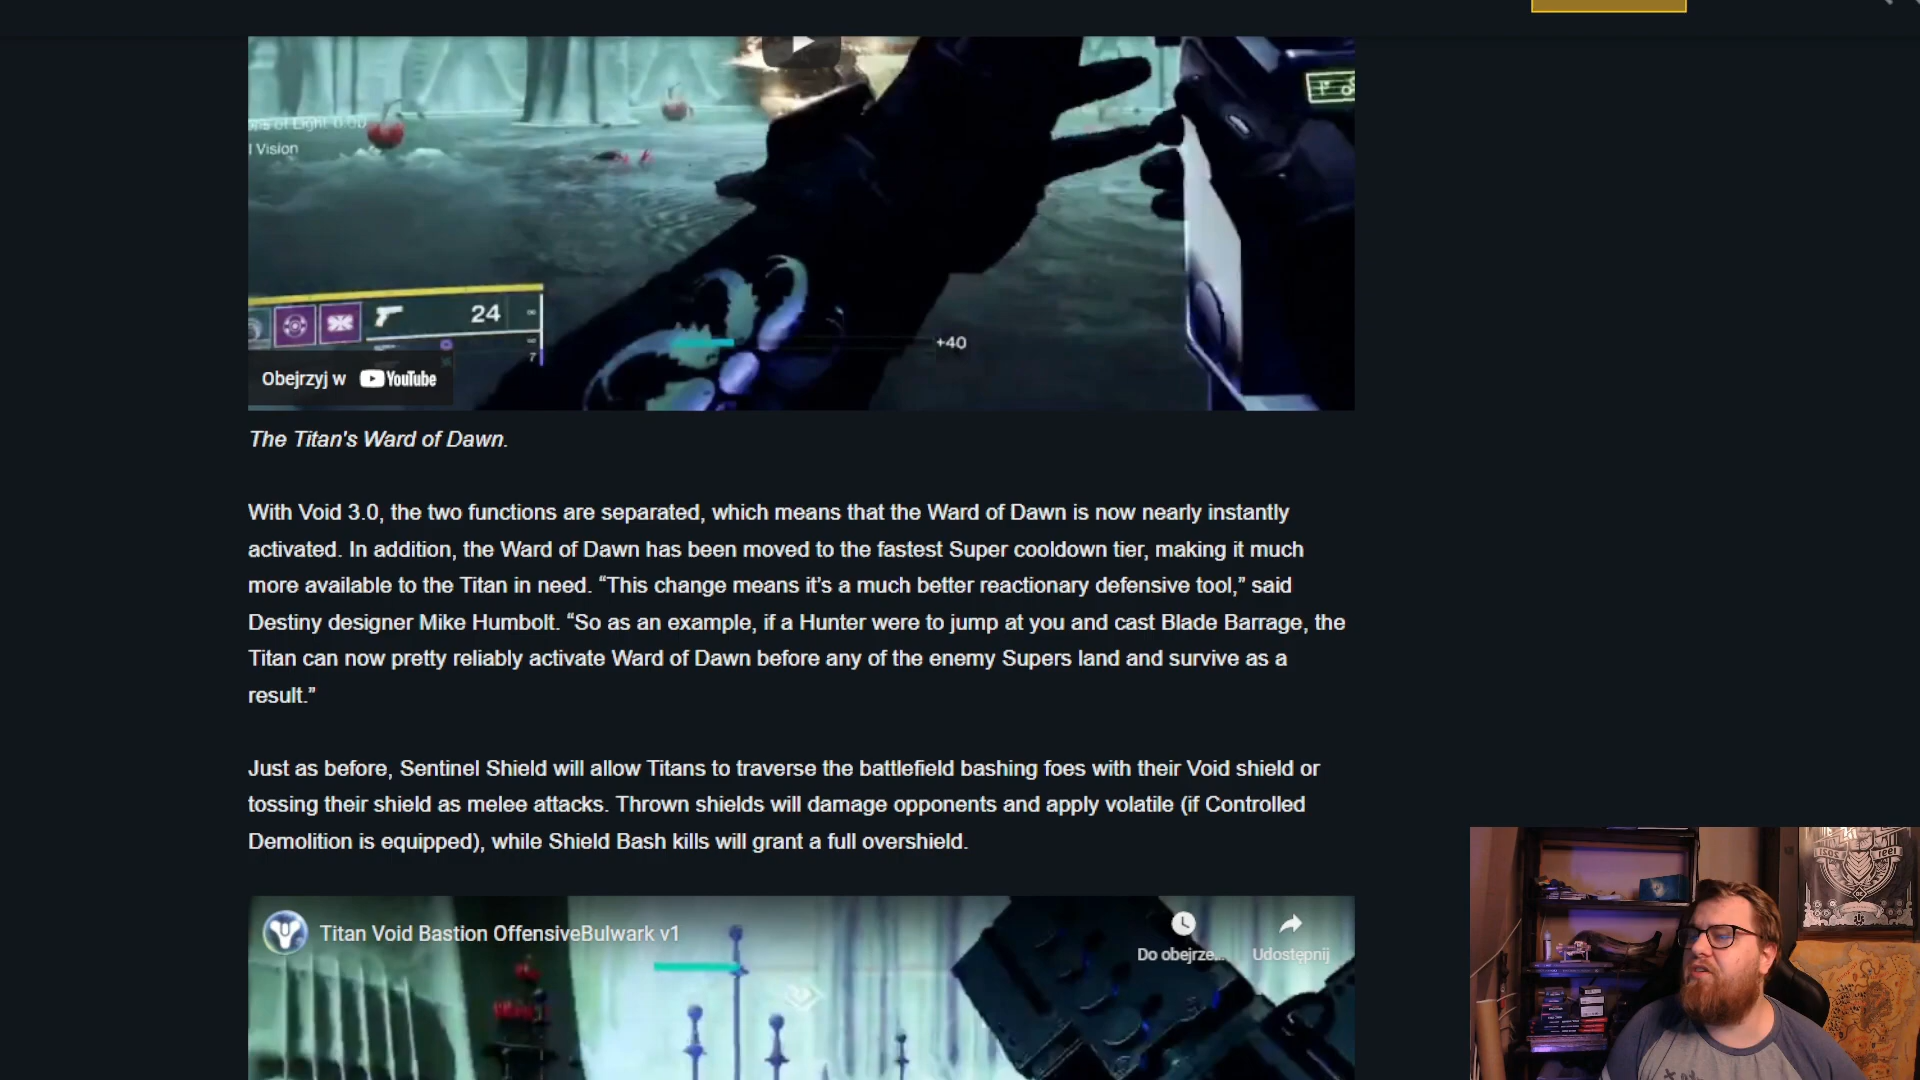 Vision
24
7
+40
Obejrzyj w YouTube
The Titan's Ward of Dawn.
With Void 3.0, the two functions are separated, which means that the Ward of Dawn is now nearly instantly
activated. In addition, the Ward of Dawn has been moved to the fastest Super cooldown tier, making it much
more available to the Titan in need. “This change means it’s a much better reactionary defensive tool,” said
Destiny designer Mike Humbolt. “So as an example, if a Hunter were to jump at you and cast Blade Barrage, the
Titan can now pretty reliably activate Ward of Dawn before any of the enemy Supers land and survive as a
result.”
Just as before, Sentinel Shield will allow Titans to traverse the battlefield bashing foes with their Void shield or
tossing their shield as melee attacks. Thrown shields will damage opponents and apply volatile (if Controlled
Demolition is equipped), while Shield Bash kills will grant a full overshield.
Titan Void Bastion OffensiveBulwark v1
Do obejrze...
Udostępnij